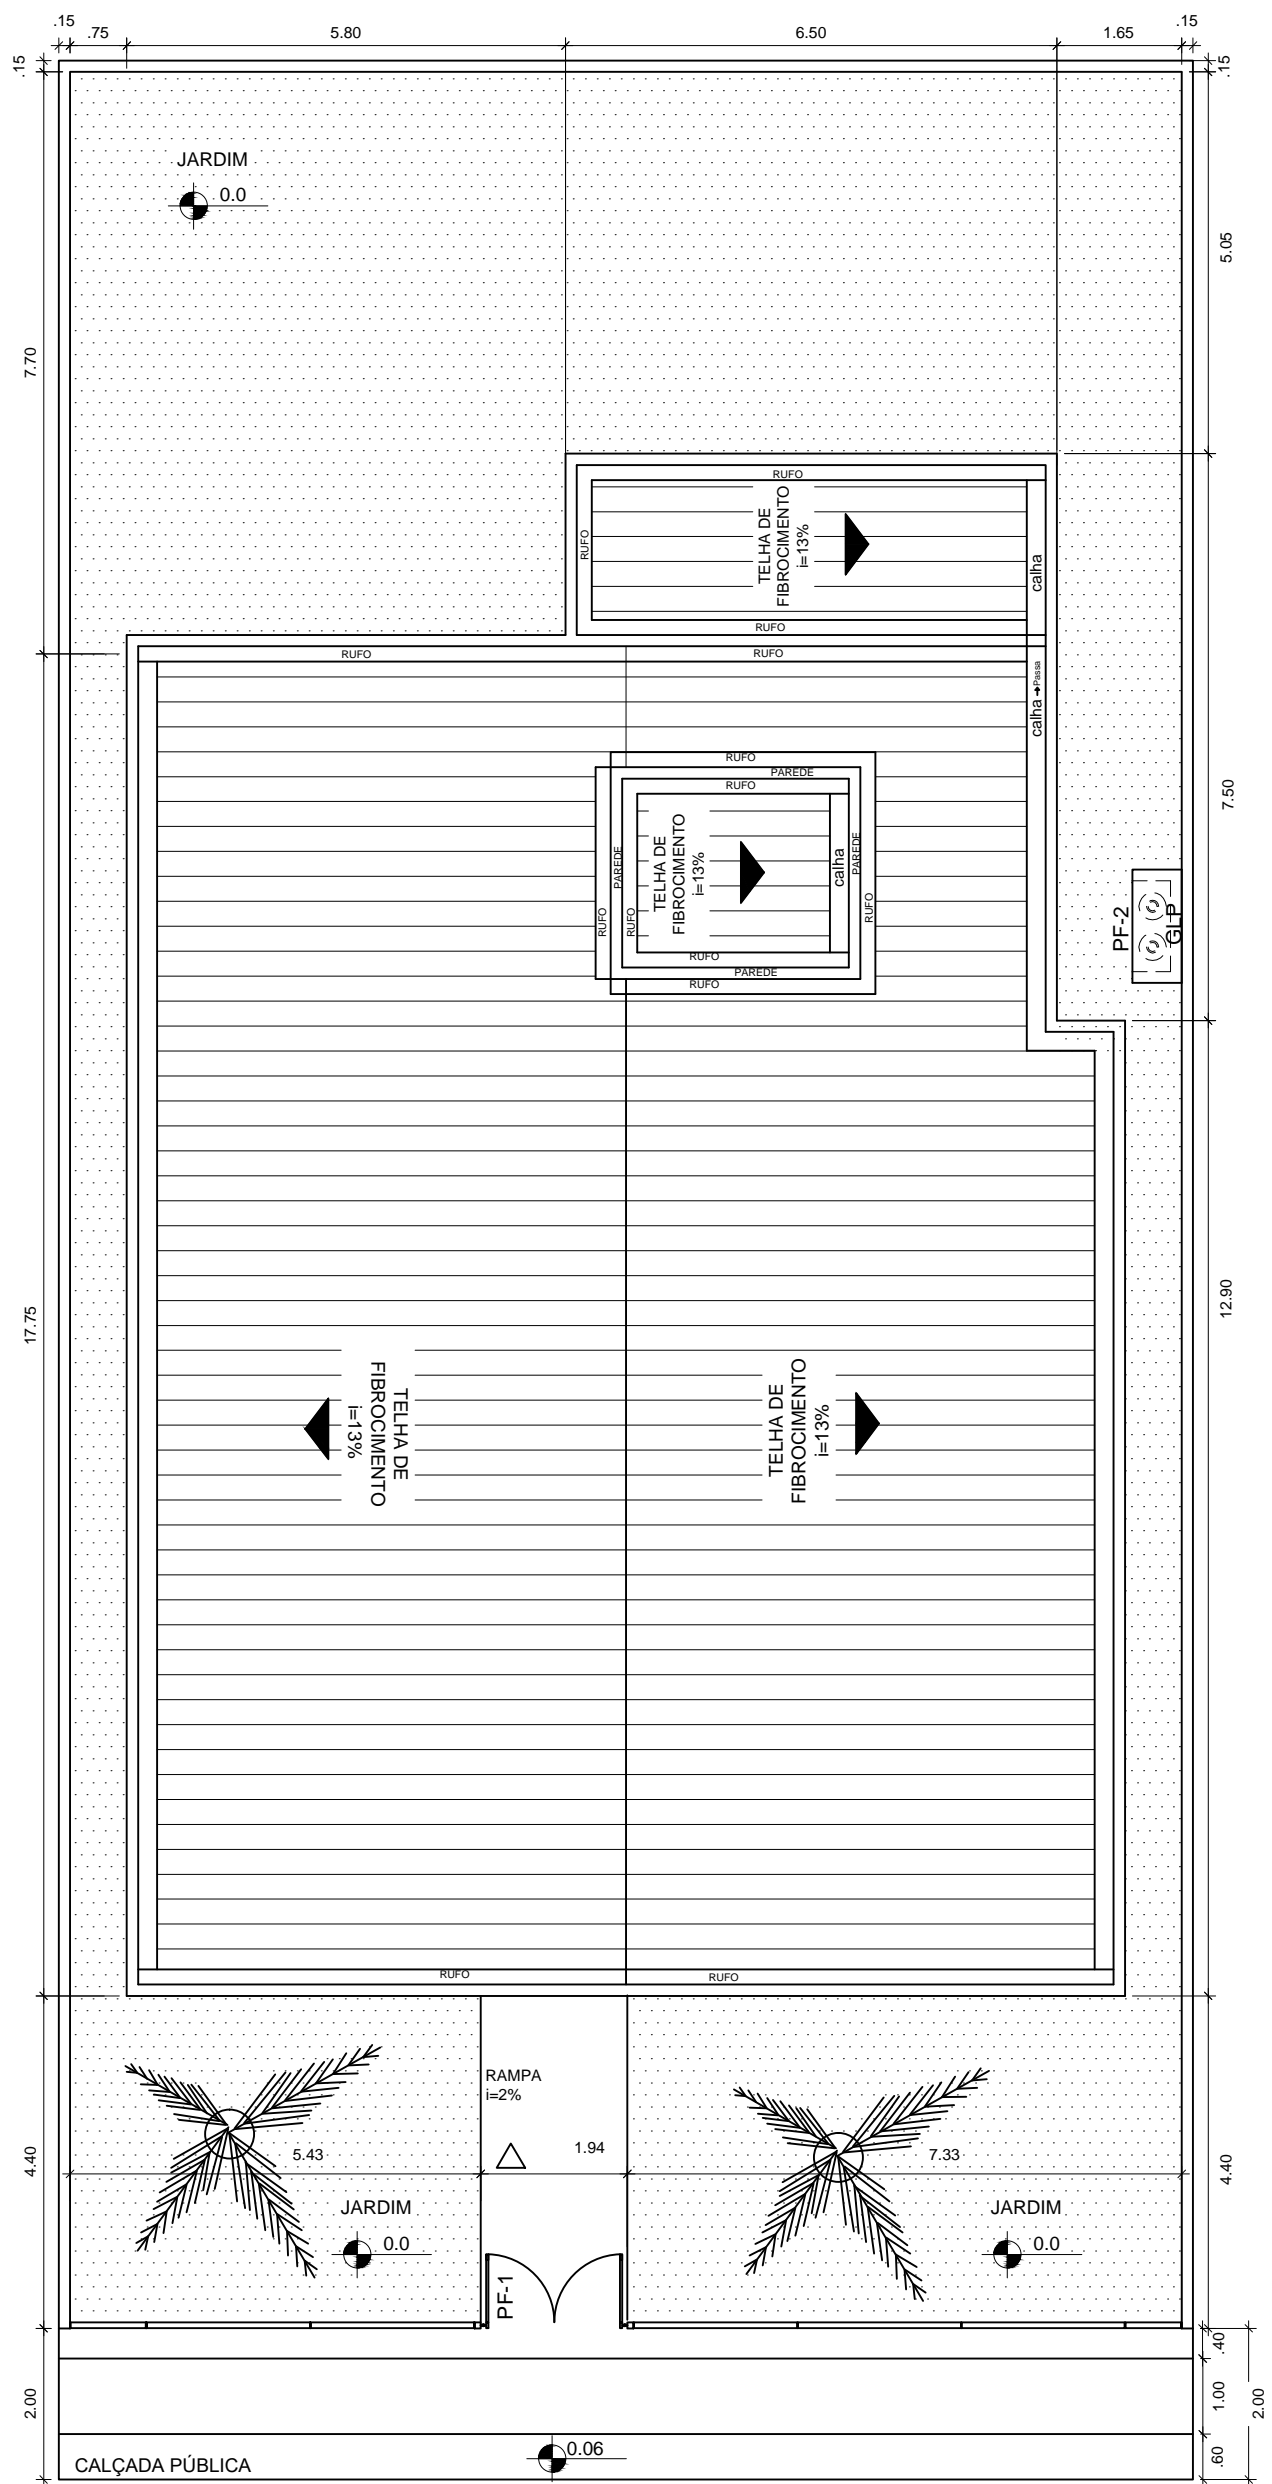 .15
.75
5.80
6.50
1.65
.15
.15
.15
JARDIM
0.0
5.05
7.70
RUFO
TELHA DE
FIBROCIMENTO
i=13%
RUFO
calha
RUFO
RUFO
RUFO
calha
Passa
7.50
RUFO
PAREDE
RUFO
TELHA DE
FIBROCIMENTO
i=13%
calha
PAREDE
PAREDE
RUFO
RUFO
RUFO
RUFO
PAREDE
RUFO
PF-2
GLP
17.75
12.90
TELHA DE
FIBROCIMENTO
i=13%
TELHA DE
FIBROCIMENTO
i=13%
RUFO
RUFO
RAMPA
i=2%
4.40
5.43
1.94
7.33
4.40
JARDIM
0.0
JARDIM
0.0
PF-1
.40
2.00
1.00
2.00
.60
0.06
CALÇADA PÚBLICA